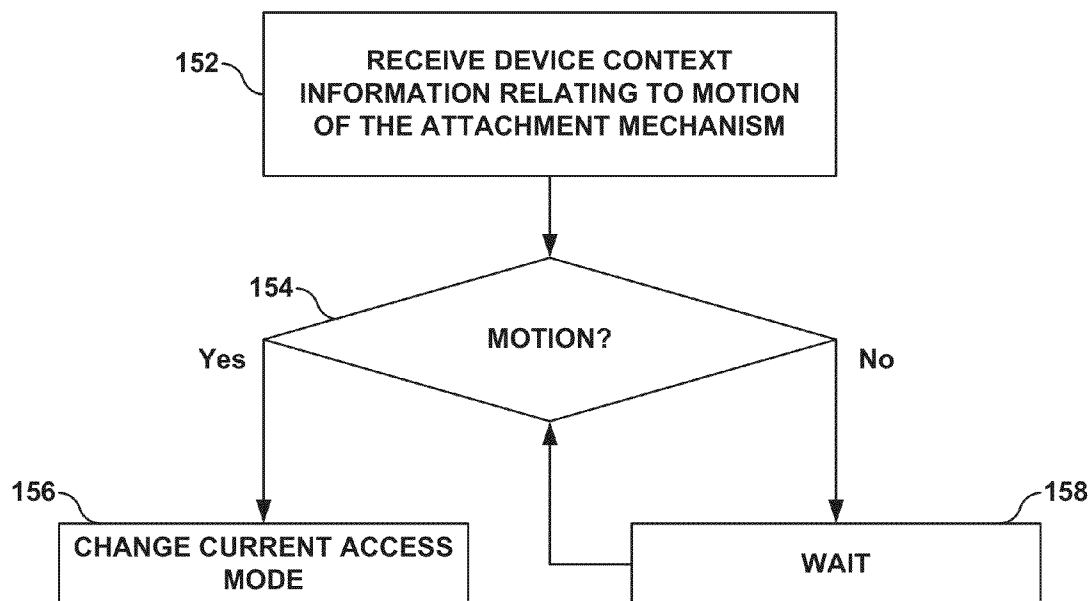 152
RECEIVE DEVICE CONTEXT
INFORMATION RELATING TO MOTION
OF THE ATTACHMENT MECHANISM
154
MOTION?
Yes
No
156
158
CHANGE CURRENT ACCESS
MODE
WAIT